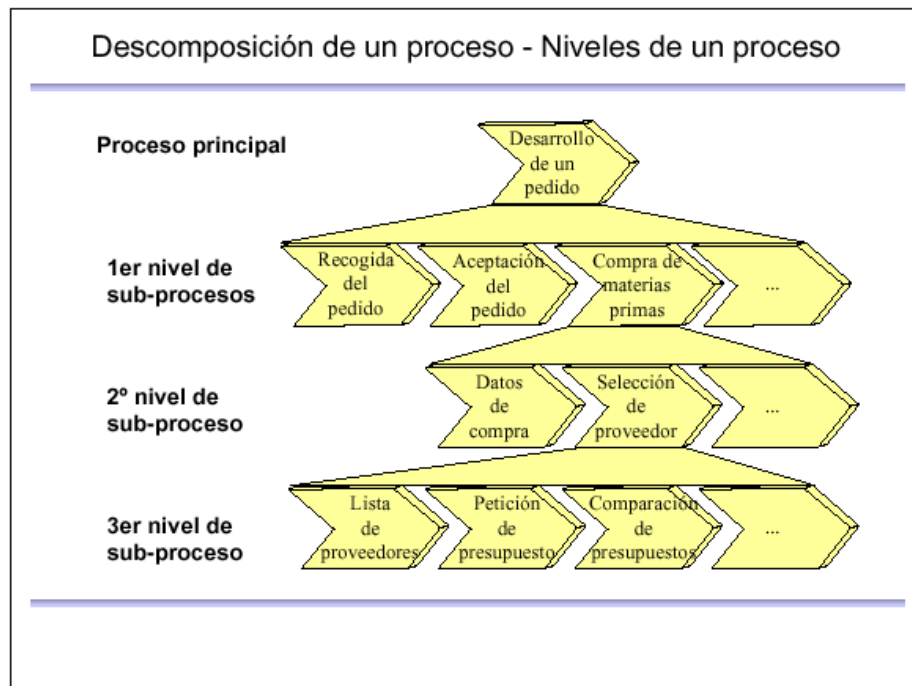 Descomposición de un proceso - Niveles de un proceso
Proceso principal
Desarrollo
de un
pedido
1er nivel de
sub-procesos
Recogida
del
pedido
Aceptación
del
pedido
Compra de
materias
primas
...
2º nivel de
sub-proceso
Datos
de
compra
Selección
de
proveedor
...
3er nivel de
sub-proceso
Lista
de
proveedores
Petición
de
presupuesto
Comparación
de
presupuestos
...